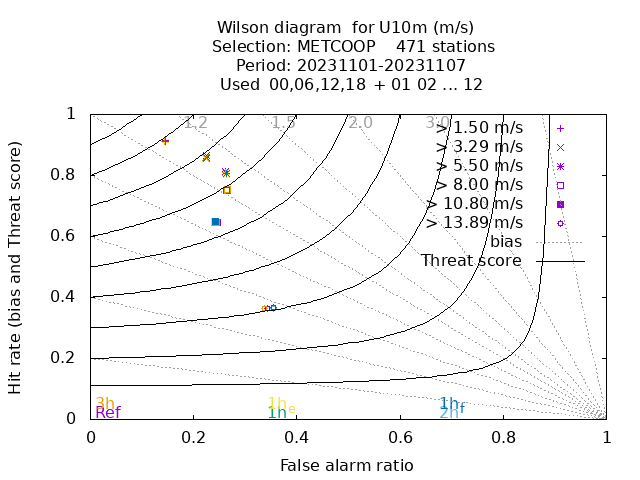 Wilson diagram  for U10m (m/s)
Selection: METCOOP    471 stations
Period: 20231101-20231107
Used  00,06,12,18  + 01 02 ... 12
1.2 1.5 2.0 3.0
> 1.50 m/s
> 3.29 m/s
> 5.50 m/s
> 8.00 m/s
> 10.80 m/s
> 13.89 m/s
bias
Threat score
Hit rate (bias and Threat score)
1
0.8
0.6
0.4
0.2
0
3h 1h_e 1h_f
Ref 1h 2h
0 0.2 0.4 0.6 0.8 1
False alarm ratio